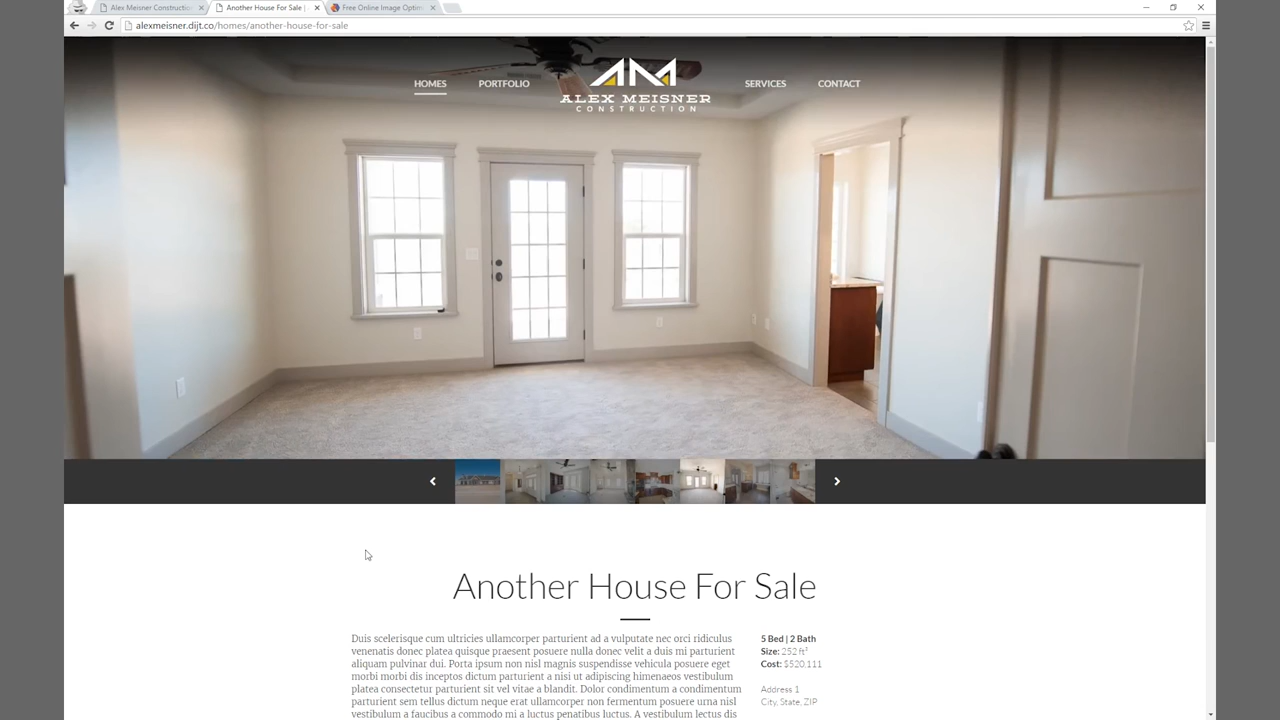 Alex Meisner Constructio
Another House For Sale |
Free Online Image Optim
alexmeisner.dijt.co/homes/another-house-for-sale
HOMES
PORTFOLIO
AM
ALEX MEISNER
CONSTRUCTION
SERVICES
CONTACT
Another House For Sale
Duis scelerisque cum ultricies ullamcorper parturient ad a vulputate nec orci ridiculus
venenatis donec platea quisque praesent posuere nulla donec velit a duis mi parturient
aliquam pulvinar dui. Porta ipsum non nisl magnis suspendisse vehicula posuere eget
morbi morbi dis inceptos dictum parturient a nisi ut adipiscing himenaeos vestibulum
platea consectetur parturient sit vel vitae a blandit. Dolor condimentum a condimentum
parturient sem tellus dictum neque erat ullamcorper non fermentum posuere urna
vestibulum a faucibus a commodo mi a luctus penatibus luctus. A vestibulum lectus dis
5 Bed | 2 Bath
Size: 252 ft²
Cost: $520,111
Address 1
City, State, ZIP